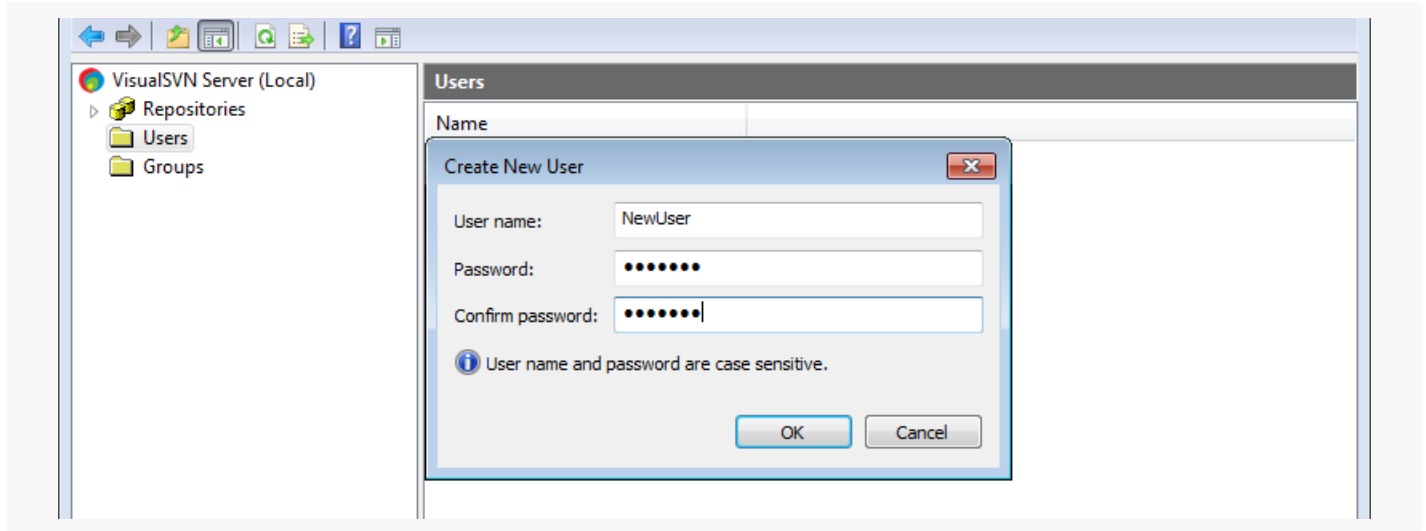 VisualSVN Server (Local)
Repositories
Users
Groups
Users
Name
Create New User
User name:
NewUser
Password:
•••••••
Confirm password:
•••••••
User name and password are case sensitive.
OK
Cancel